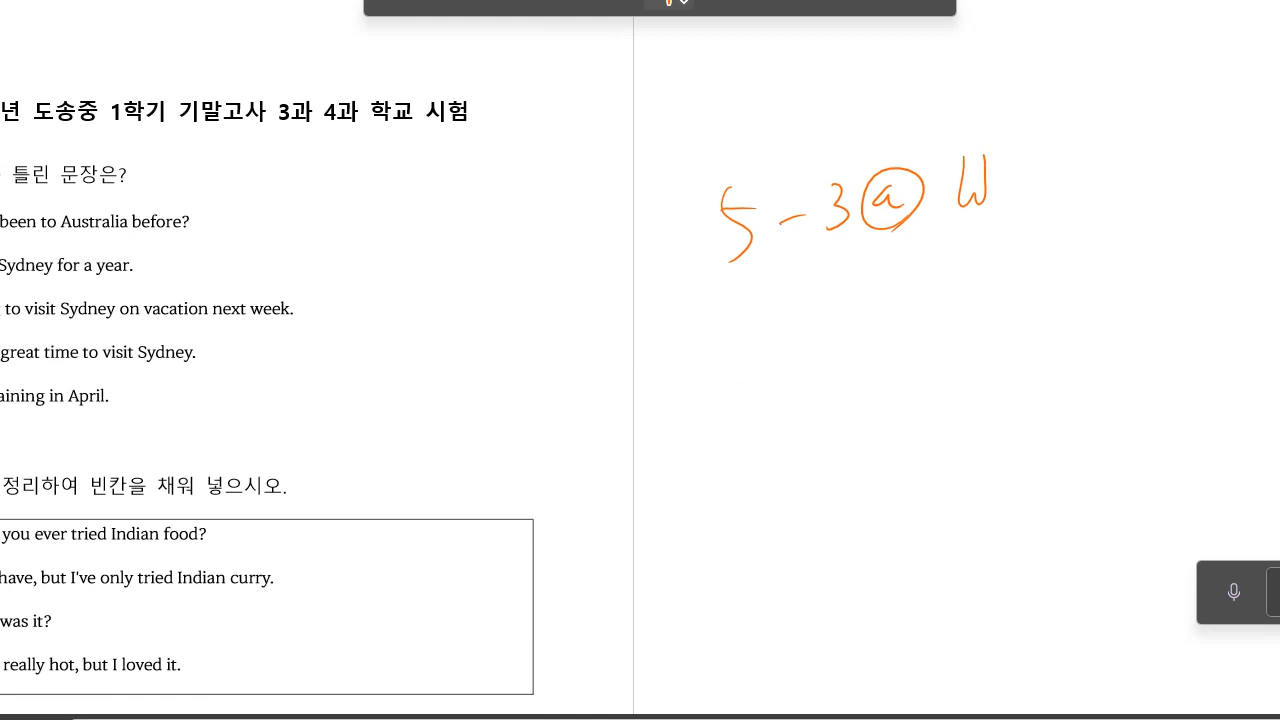 년 도송중 1학기 기말고사 3과 4과 학교 시험
틀린 문장은?
been to Australia before?
Sydney for a year.
to visit Sydney on vacation next week.
great time to visit Sydney.
aining in April.
정리하여 빈칸을 채워 넣으시오.
you ever tried Indian food?
have, but I've only tried Indian curry.
was it?
really hot, but I loved it.
5 - 3 ⓐ W